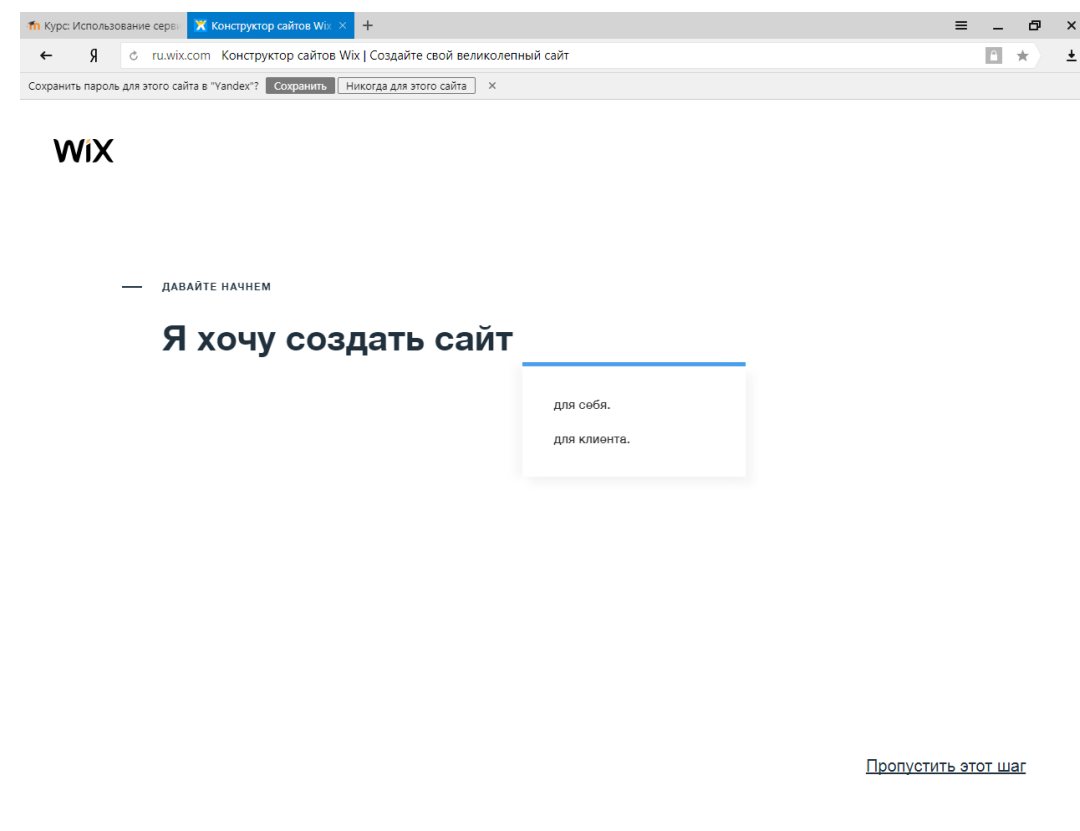 Курс: Использование серви
Конструктор сайтов Wix
ru.wix.com Конструктор сайтов Wix | Создайте свой великолепный сайт
Сохранить пароль для этого сайта в "Yandex"? Сохранить Никогда для этого сайта
WiX
ДАВАЙТЕ НАЧНЕМ
Я хочу создать сайт
для себя.
для клиента.
Пропустить этот шаг